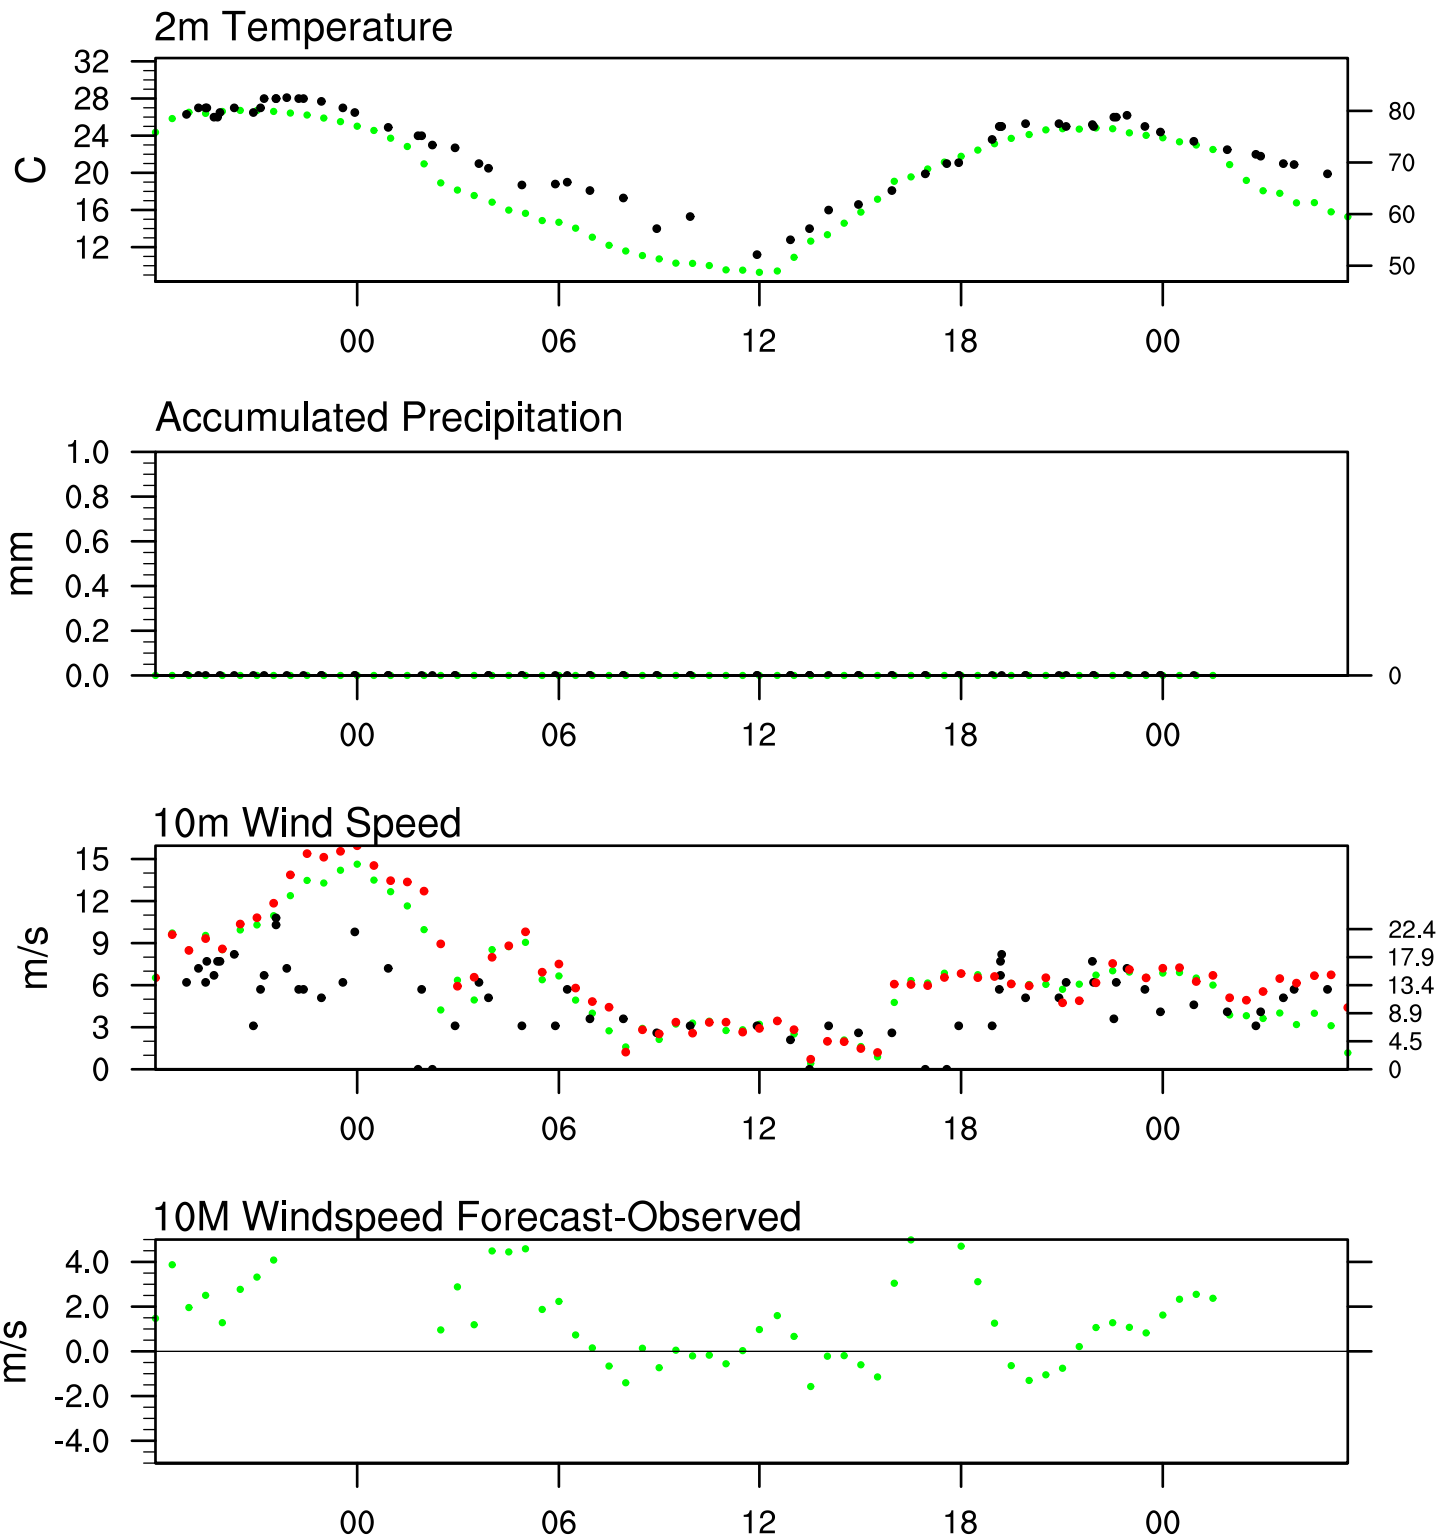 2m Temperature
32
28
24
20
16
12
C
80
70
60
50
00 06 12 18 00
Accumulated Precipitation
1.0
0.8
0.6
0.4
0.2
0.0
mm
0
00 06 12 18 00
10m Wind Speed
15
12
9
6
3
0
m/s
22.4
17.9
13.4
8.9
4.5
0
00 06 12 18 00
10M Windspeed Forecast-Observed
4.0
2.0
0.0
-2.0
-4.0
m/s
00 06 12 18 00